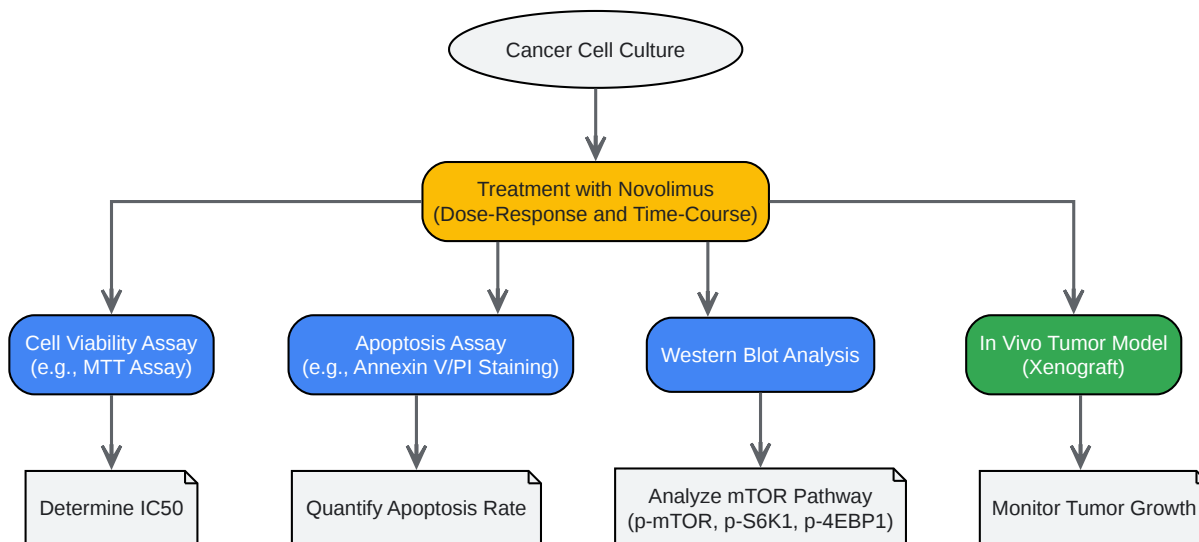 Cancer Cell Culture
Treatment with Novolimus
(Dose-Response and Time-Course)
Cell Viability Assay
(e.g., MTT Assay)
Apoptosis Assay
(e.g., Annexin V/PI Staining)
Western Blot Analysis
In Vivo Tumor Model
(Xenograft)
Determine IC50
Quantify Apoptosis Rate
Analyze mTOR Pathway
(p-mTOR, p-S6K1, p-4EBP1)
Monitor Tumor Growth